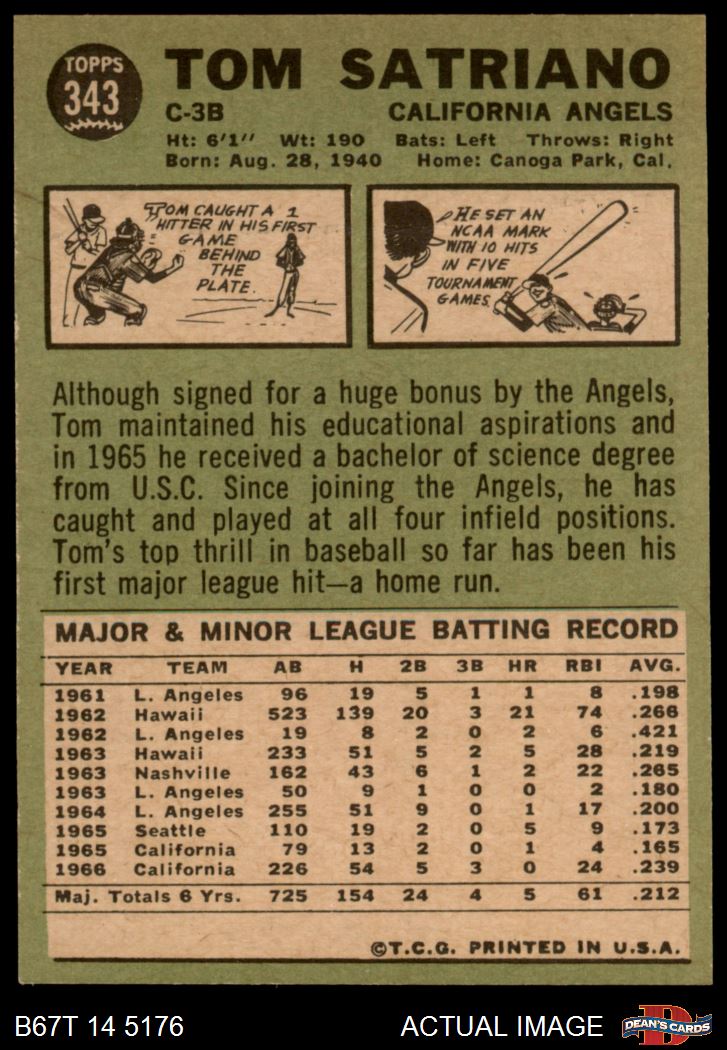 TOPPS
343
TOM SATRIANO
C-3B CALIFORNIA ANGELS
Ht: 6'1" Wt: 190 Bats: Left Throws: Right
Born: Aug. 28, 1940 Home: Canoga Park, Cal.
TOM CAUGHT A 1
HITTER IN HIS FIRST
GAME
BEHIND
THE
PLATE.
HE SET AN
NCAA MARK
WITH 10 HITS
IN FIVE
TOURNAMENT
GAMES.
Although signed for a huge bonus by the Angels,
Tom maintained his educational aspirations and
in 1965 he received a bachelor of science degree
from U.S.C. Since joining the Angels, he has
caught and played at all four infield positions.
Tom's top thrill in baseball so far has been his
first major league hit—a home run.
MAJOR & MINOR LEAGUE BATTING RECORD
YEAR TEAM AB H 2B 3B HR RBI AVG.
1961 L. Angeles 96 19 5 1 1 8 .198
1962 Hawaii 523 139 20 3 21 74 .266
1962 L. Angeles 19 8 2 0 2 6 .421
1963 Hawaii 233 51 5 2 5 28 .219
1963 Nashville 162 43 6 1 2 22 .265
1963 L. Angeles 50 9 1 0 0 2 .180
1964 L. Angeles 255 51 9 0 1 17 .200
1965 Seattle 110 19 2 0 5 9 .173
1965 California 79 13 2 0 1 4 .165
1966 California 226 54 5 3 0 24 .239
Maj. Totals 6 Yrs. 725 154 24 4 5 61 .212
©T.C.G. PRINTED IN U.S.A.
B67T 14 5176 ACTUAL IMAGE
D
DEAN'S CARDS